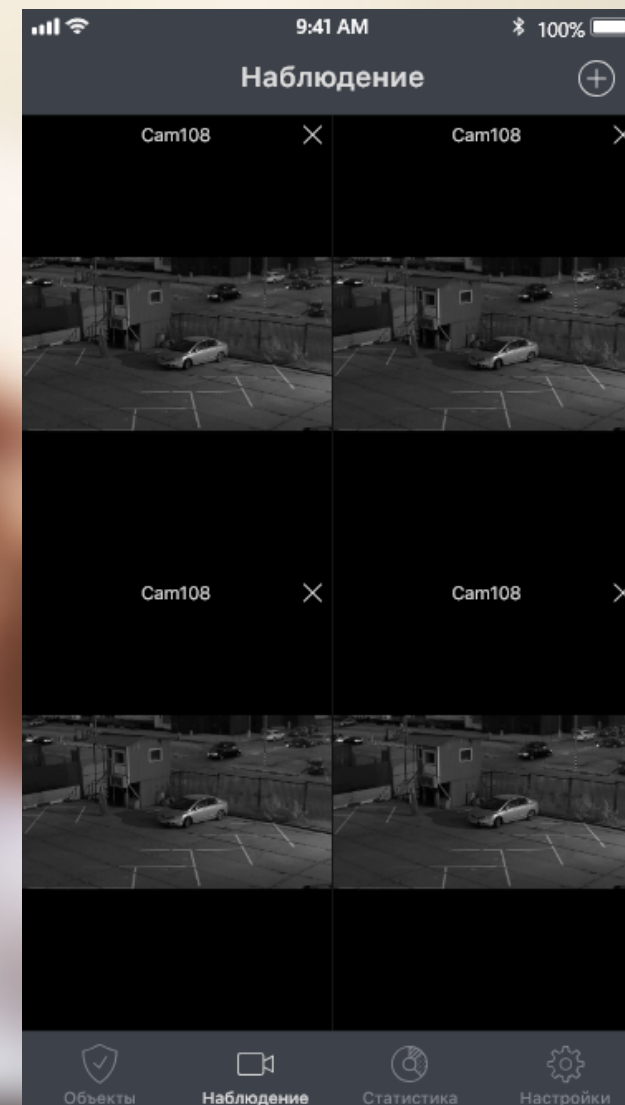 9:41 AM 100%
Наблюдение
Cam108 Cam108
Cam108 Cam108
Объекты Наблюдение Статистика Настройки